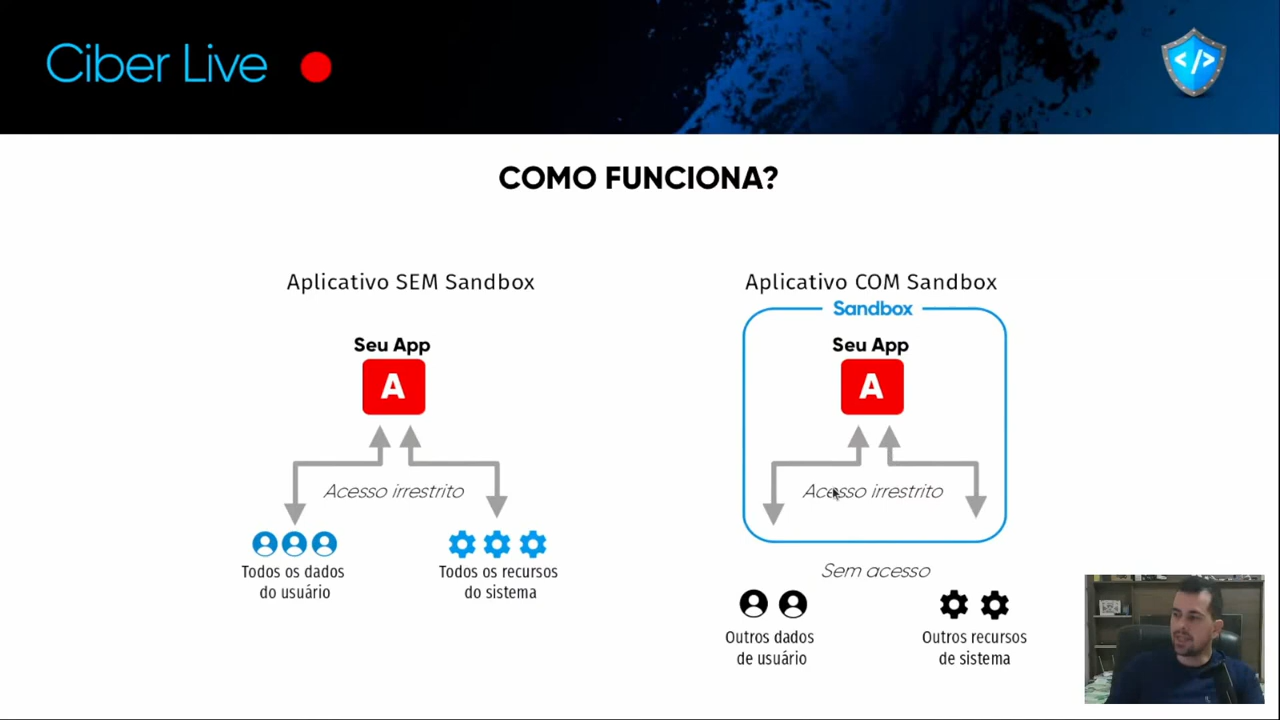 Ciber Live
</>
COMO FUNCIONA?
Aplicativo SEM Sandbox
Seu App
A
Acesso irrestrito
Todos os dados
do usuário
Todos os recursos
do sistema
Aplicativo COM Sandbox
Sandbox
Seu App
A
Acesso irrestrito
Sem acesso
Outros dados
de usuário
Outros recursos
de sistema